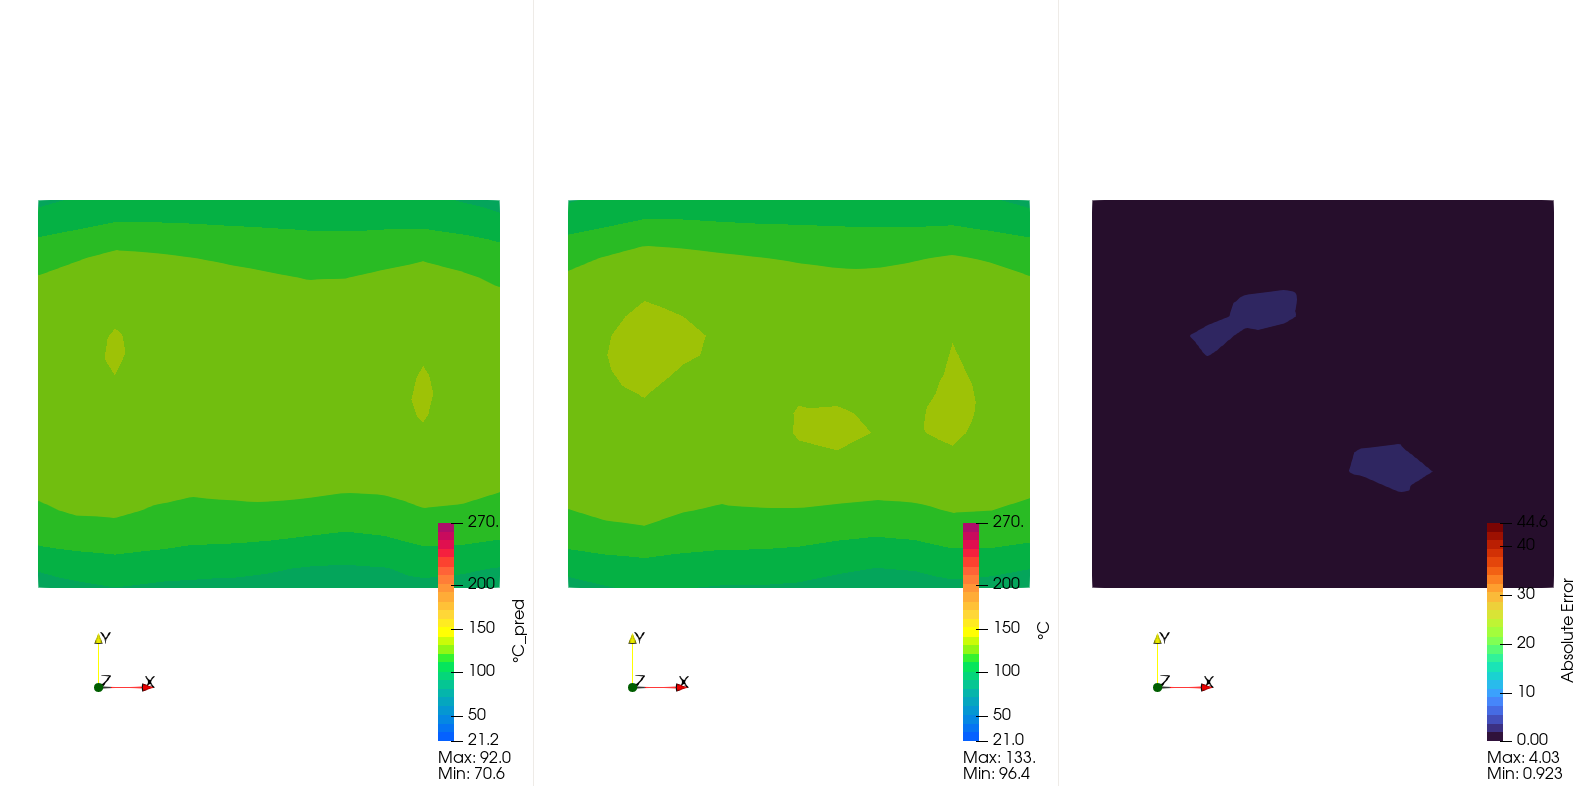 270.
200
150
100
50
21.2
°C_pred
Max: 92.0
Min: 70.6
Y
Z
X
270.
200
150
100
50
21.0
°C
Max: 133.
Min: 96.4
Y
Z
X
44.6
40
30
20
10
0.00
Absolute Error
Max: 4.03
Min: 0.923
Y
Z
X